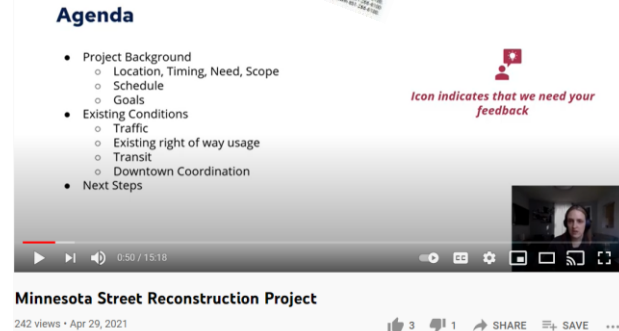 Agenda
● Project Background
○ Location, Timing, Need, Scope
○ Schedule
○ Goals
● Existing Conditions
○ Traffic
○ Existing right of way usage
○ Transit
○ Downtown Coordination
● Next Steps
Icon indicates that we need your
feedback
0:50 / 15:18
CC
Minnesota Street Reconstruction Project
242 views • Apr 29, 2021
3
1
SHARE
SAVE